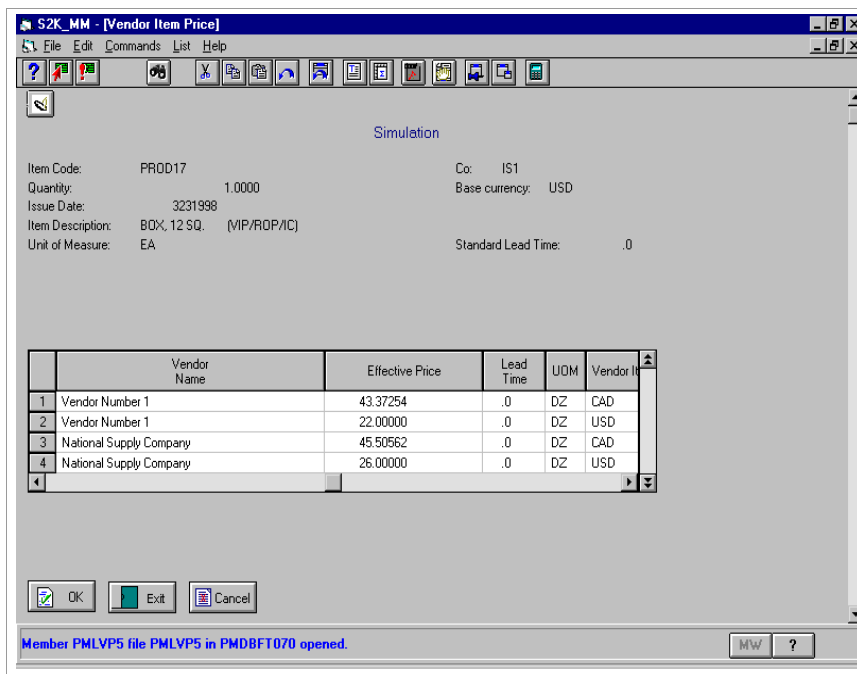 S2K_MM - [Vendor Item Price]
File Edit Commands List Help
Simulation
Item Code: PROD17 Co: IS1
Quantity: 1.0000 Base currency: USD
Issue Date: 3231998
Item Description: BOX, 12 SQ. (VIP/ROP/IC)
Unit of Measure: EA Standard Lead Time: .0
Vendor Name Effective Price Lead Time UOM Vendor It
1 Vendor Number 1 43.37254 .0 DZ CAD
2 Vendor Number 1 22.00000 .0 DZ USD
3 National Supply Company 45.50562 .0 DZ CAD
4 National Supply Company 26.00000 .0 DZ USD
OK Exit Cancel
Member PMLVP5 file PMLVP5 in PMDBFT070 opened. MW ?